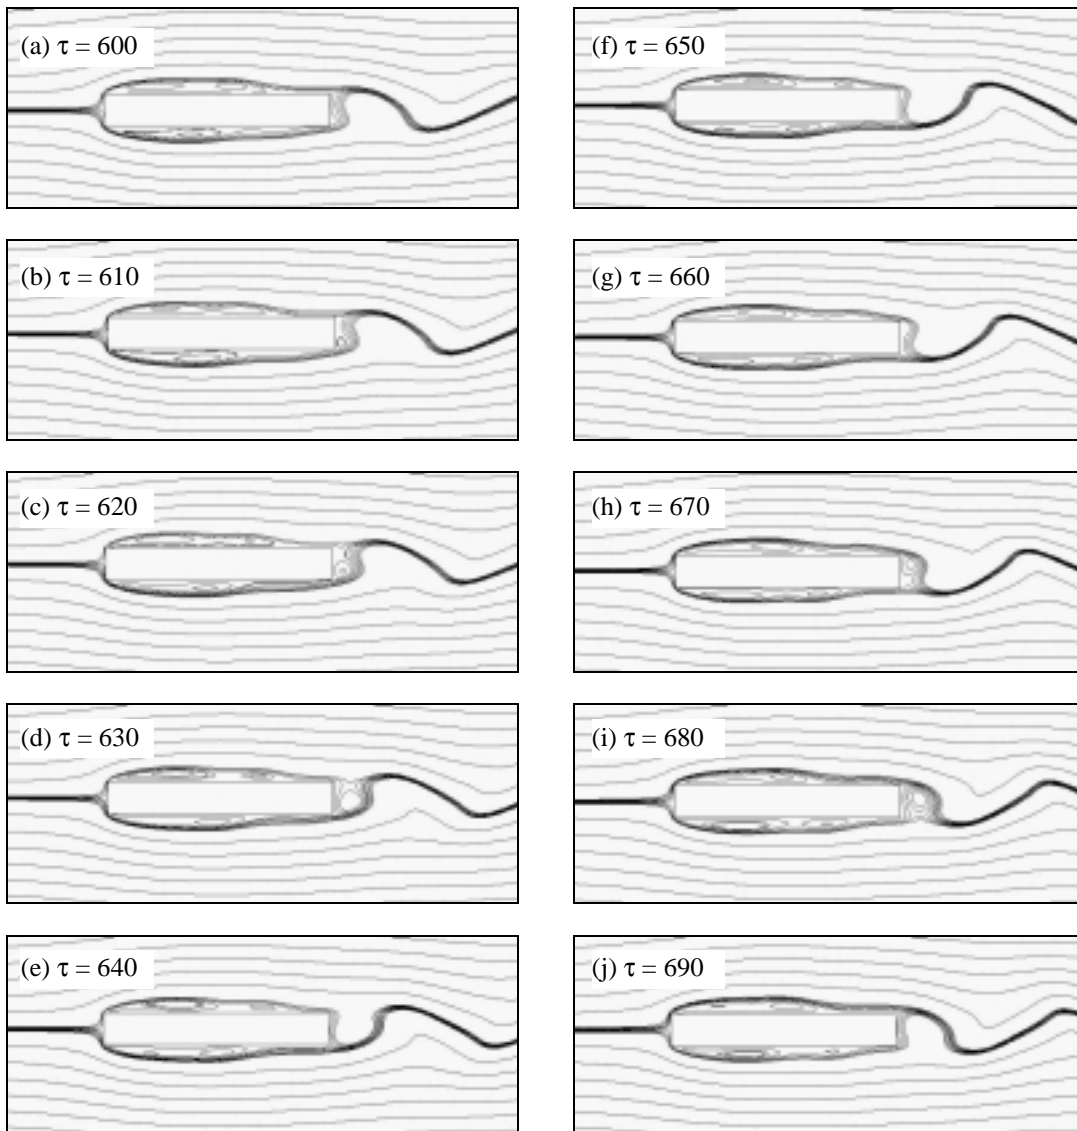 (a) τ = 600
(b) τ = 610
(c) τ = 620
(d) τ = 630
(e) τ = 640
(f) τ = 650
(g) τ = 660
(h) τ = 670
(i) τ = 680
(j) τ = 690